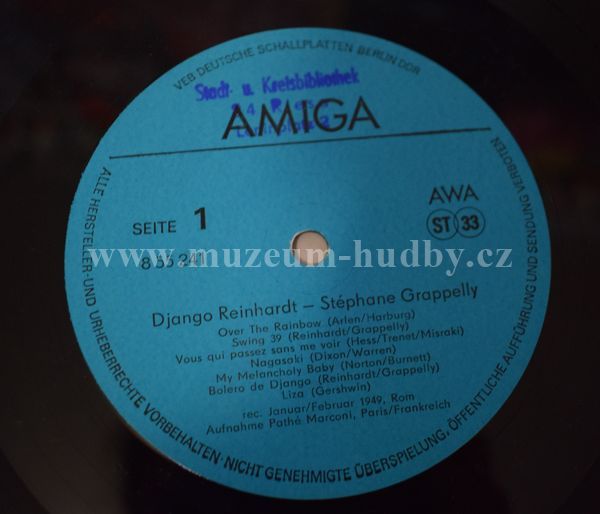 VEB DEUTSCHE SCHALLPLATTEN BERLIN DDR
Stadt- u. Kreisbibliothek
AMIGA
SEITE 1
AWA
ST 33
8 55 241
www.muzeum-hudby.cz
Django Reinhardt – Stéphane Grappelly
Over The Rainbow (Arlen/Harburg)
Swing 39 (Reinhardt/Grappelly)
Vous qui passez sans me voir (Hess/Trenet/Misraki)
Nagasaki (Dixon/Warren)
My Melancholy Baby (Norton/Burnett)
Bolero de Django (Reinhardt/Grappelly)
Liza (Gershwin)
rec. Januar/Februar 1949, Rom
Aufnahme Pathé Marconi, Paris/Frankreich
ALLE HERSTELLER- UND URHEBERRECHTE VORBEHALTEN · NICHT GENEHMIGTE ÜBERSPIELUNG, ÖFFENTLICHE AUFFÜHRUNG UND SENDUNG VERBOTEN